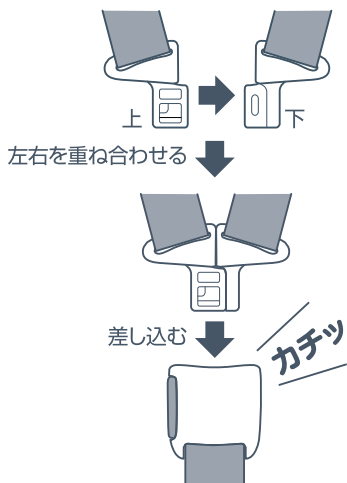 上
下
左右を重ね合わせる
差し込む
カチッ